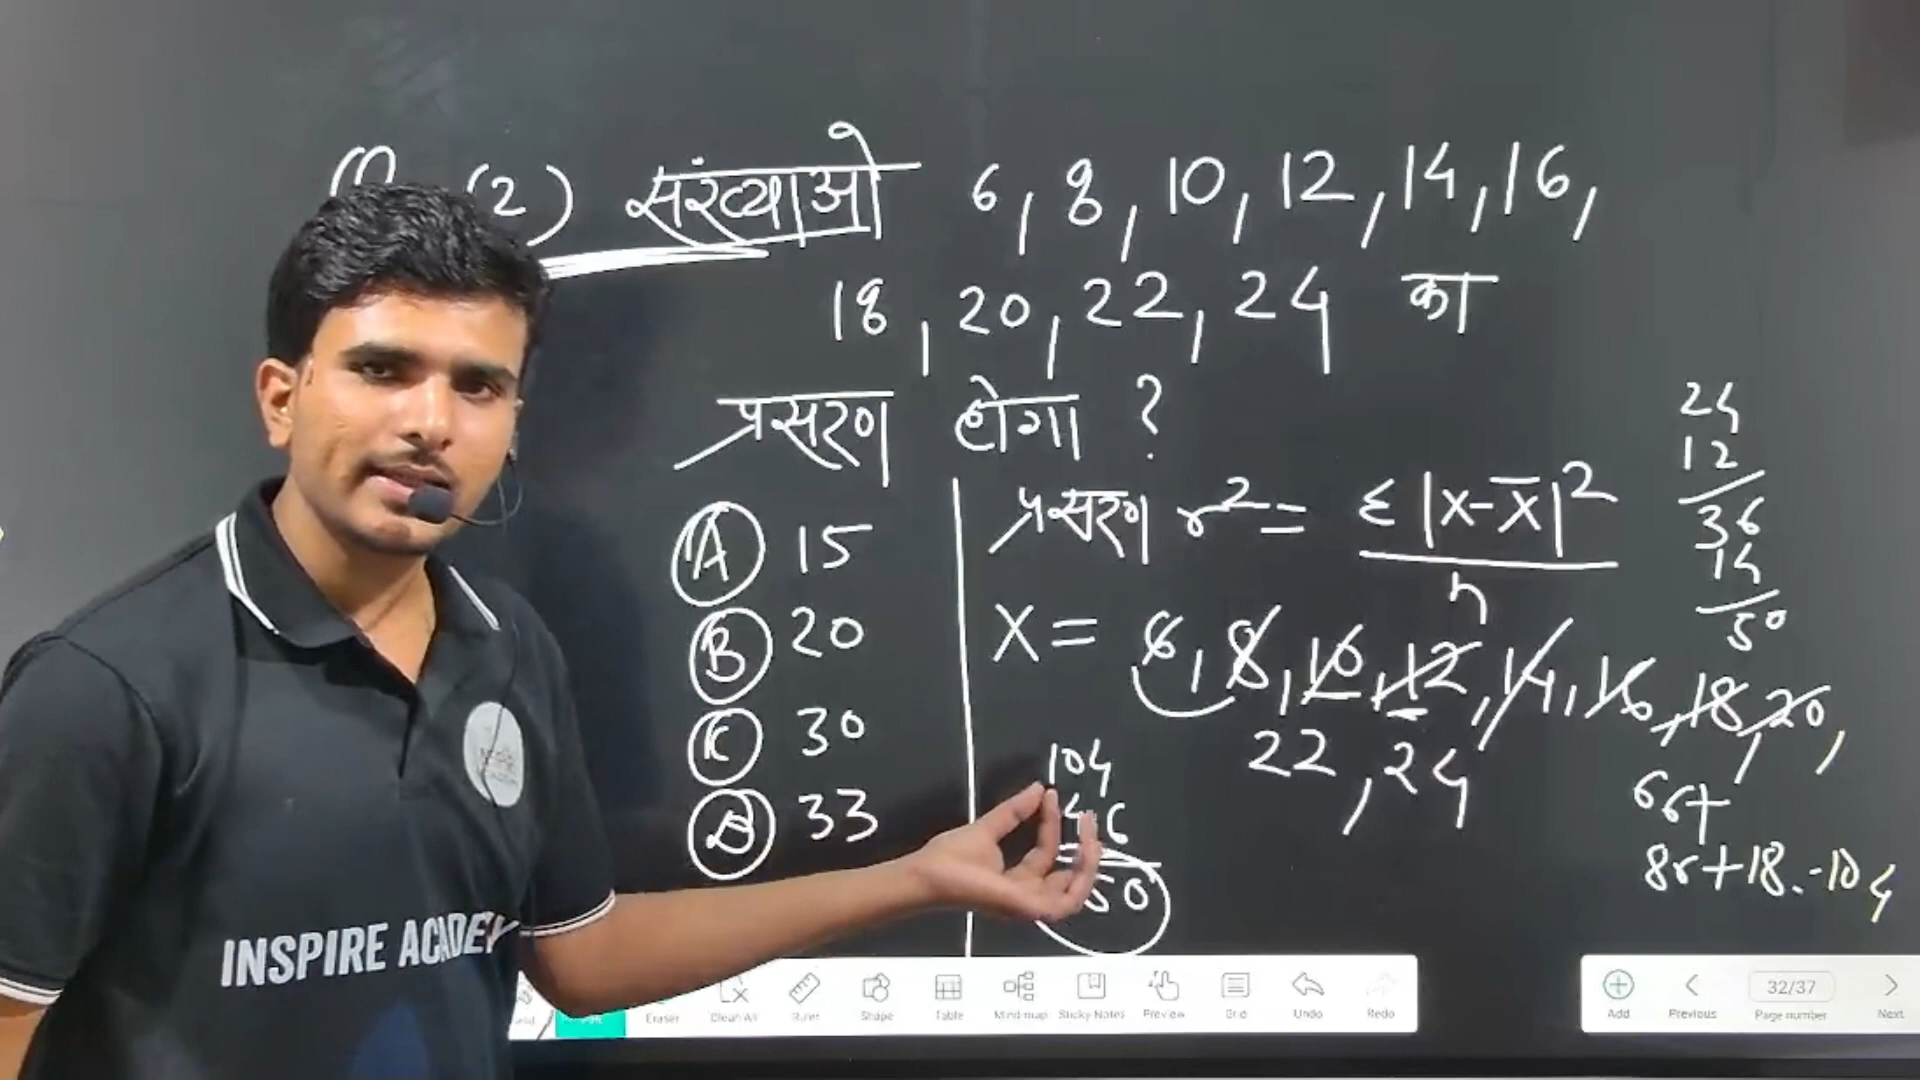 (2) संख्याओ 6, 8, 10, 12, 14, 16,
18, 20, 22, 24 का
प्रसरण होगा ?
(A) 15
(B) 20
(C) 30
(D) 33
प्रसरण r² = Σ|X-X̄|² / n
X = 6, 8, 10, 12, 14, 16, 18, 20,
22, 24
104
46
50
24
12
36
14
50
66+
86+18.-104
INSPIRE ACADEMY
Eraser Clean All Ruler Shape Table Mind map Sticky Notes Preview Grid Undo Redo
Add Previous 32/37 Page number Next